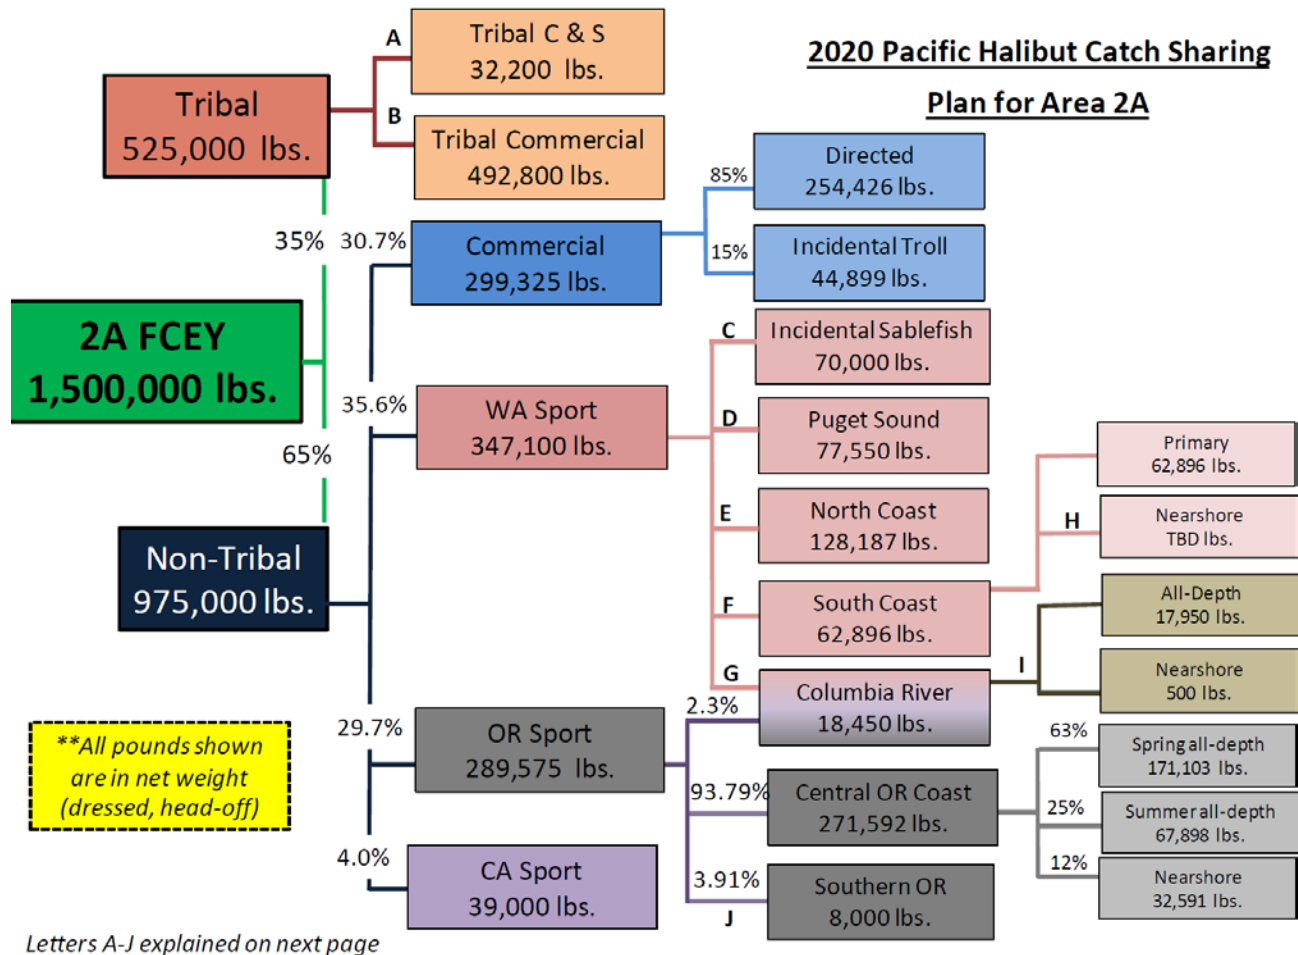 2020 Pacific Halibut Catch Sharing
Plan for Area 2A
2A FCEY
1,500,000 lbs.
35%
65%
Tribal
525,000 lbs.
A
Tribal C & S
32,200 lbs.
B
Tribal Commercial
492,800 lbs.
Non-Tribal
975,000 lbs.
30.7%
Commercial
299,325 lbs.
85%
Directed
254,426 lbs.
15%
Incidental Troll
44,899 lbs.
35.6%
WA Sport
347,100 lbs.
C
Incidental Sablefish
70,000 lbs.
D
Puget Sound
77,550 lbs.
E
North Coast
128,187 lbs.
F
South Coast
62,896 lbs.
Primary
62,896 lbs.
H
Nearshore
TBD lbs.
G
2.3%
Columbia River
18,450 lbs.
I
All-Depth
17,950 lbs.
Nearshore
500 lbs.
29.7%
OR Sport
289,575 lbs.
93.79%
Central OR Coast
271,592 lbs.
63%
Spring all-depth
171,103 lbs.
25%
Summer all-depth
67,898 lbs.
12%
Nearshore
32,591 lbs.
3.91%
J
Southern OR
8,000 lbs.
4.0%
CA Sport
39,000 lbs.
**All pounds shown
are in net weight
(dressed, head-off)
Letters A-J explained on next page